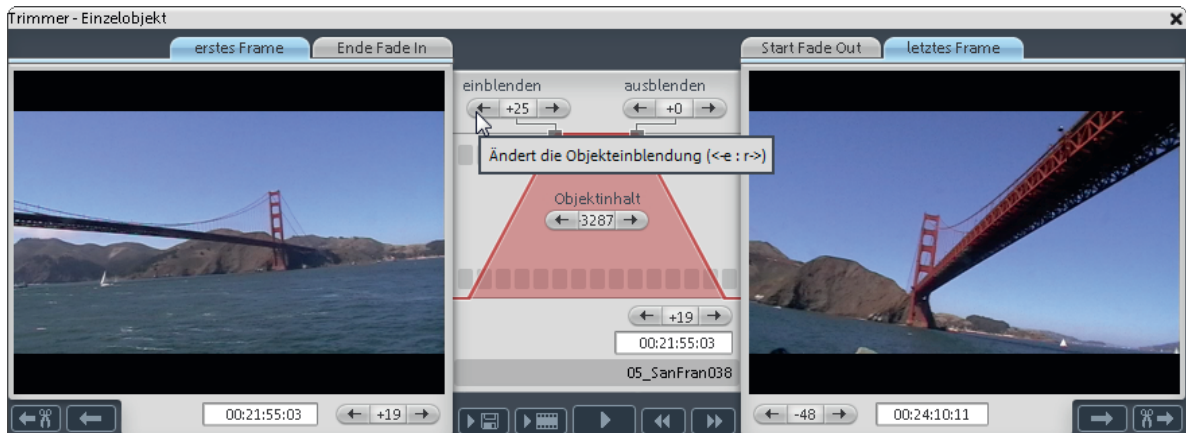 Trimmer - Einzelobjekt
erstes Frame
Ende Fade In
Start Fade Out
letztes Frame
einblenden
ausblenden
+25
+0
Ändert die Objekteinblendung (<-e : r->)
Objektinhalt
-3287
+19
00:21:55:03
05_SanFran038
00:21:55:03
+19
-48
00:24:10:11